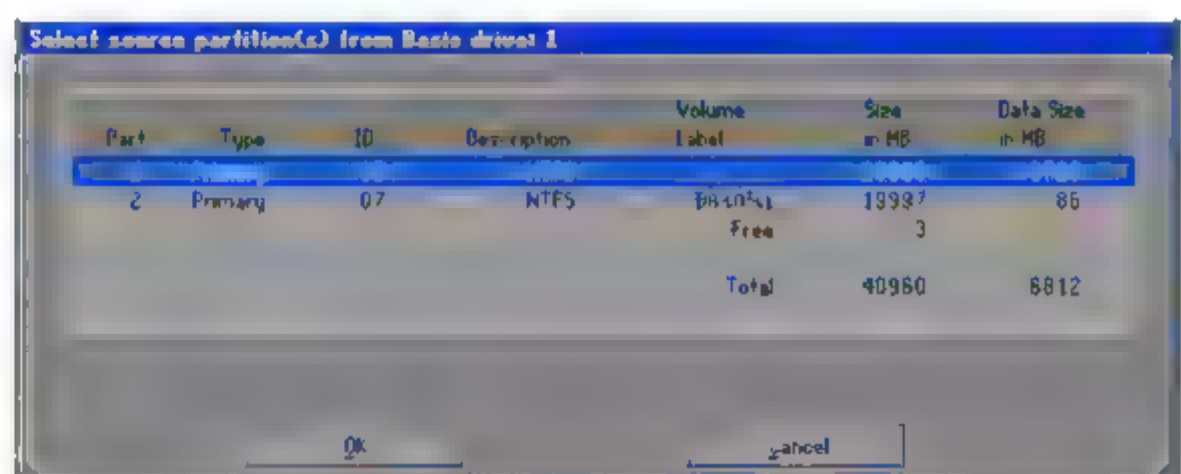 Select source partition(s) from Basic drive: 1
Volume Size Data Size
Part Type ID Description Label in MB in MB
2 Primary 07 NTFS 19997 86
Free 3
Total 40960 6812
OK Cancel